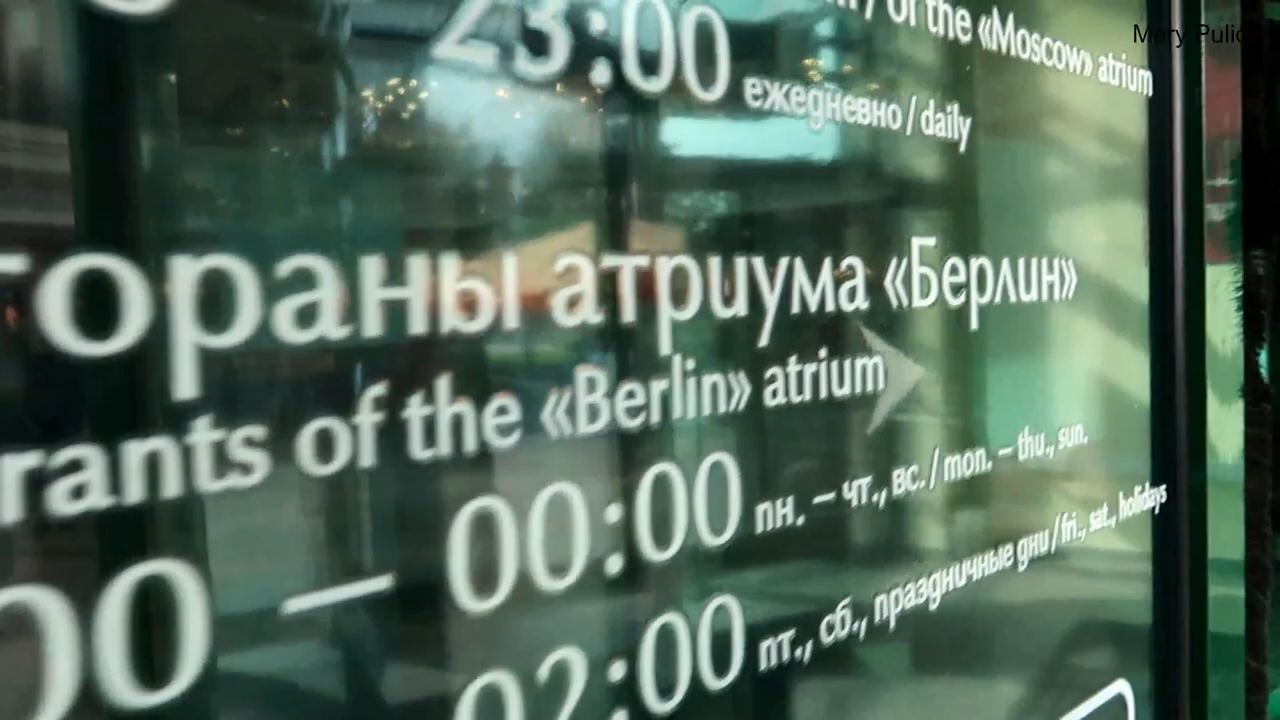 of the «Moscow» atrium
23:00 ежедневно / daily
тораны атриума «Берлин»
rants of the «Berlin» atrium
00 – 00:00 пн. – чт., вс. / mon. – thu., sun.
02:00 пт., сб., праздничные дни / fri., sat., holidays
Mery Pulic